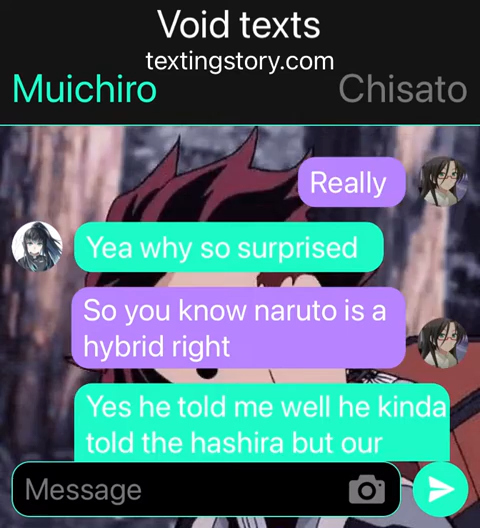 Void texts
textingstory.com
Muichiro Chisato
Really
Yea why so surprised
So you know naruto is a
hybrid right
Yes he told me well he kinda
told the hashira but our
Message